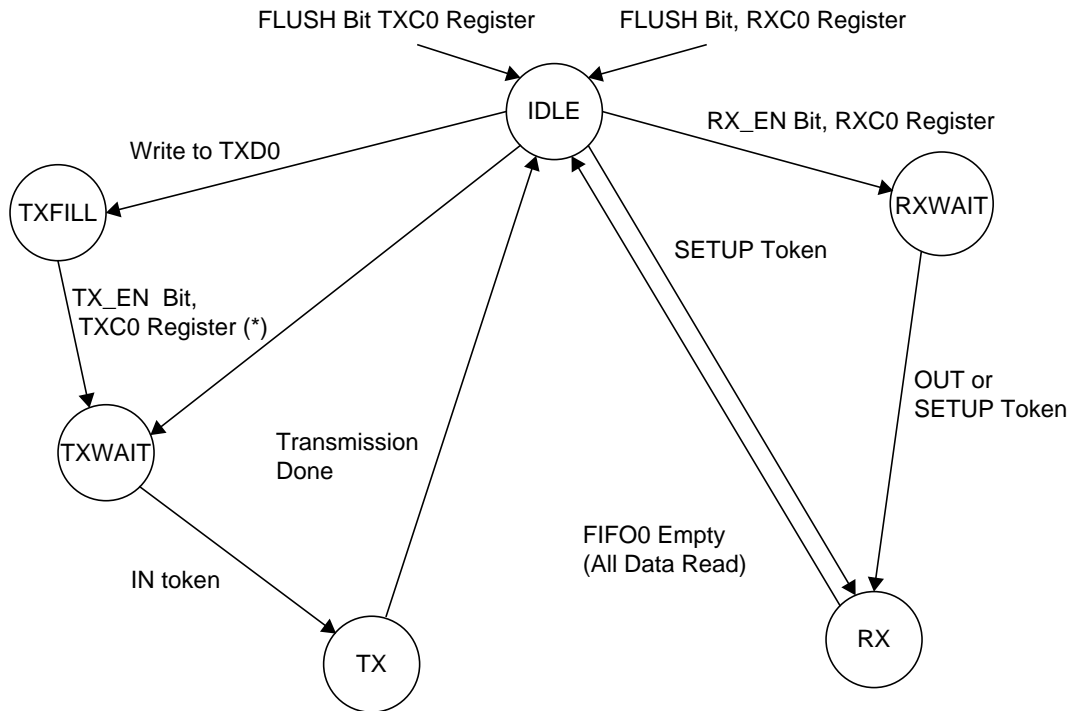 FLUSH Bit TXC0 Register
FLUSH Bit, RXC0 Register
IDLE
RX_EN Bit, RXC0 Register
Write to TXD0
TXFILL
RXWAIT
SETUP Token
TX_EN Bit,
TXC0 Register (*)
OUT or
SETUP Token
TXWAIT
Transmission
Done
FIFO0 Empty
(All Data Read)
IN token
TX
RX